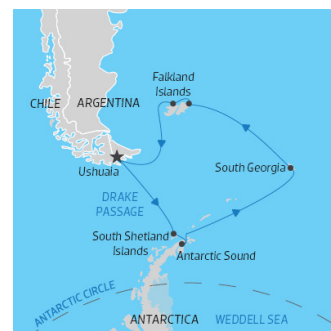 Falkland
Islands
CHILE
ARGENTINA
Ushuaia
South Georgia
DRAKE
PASSAGE
South Shetland
Islands
Antarctic Sound
ANTARCTIC CIRCLE
ANTARCTICA
WEDDELL SEA